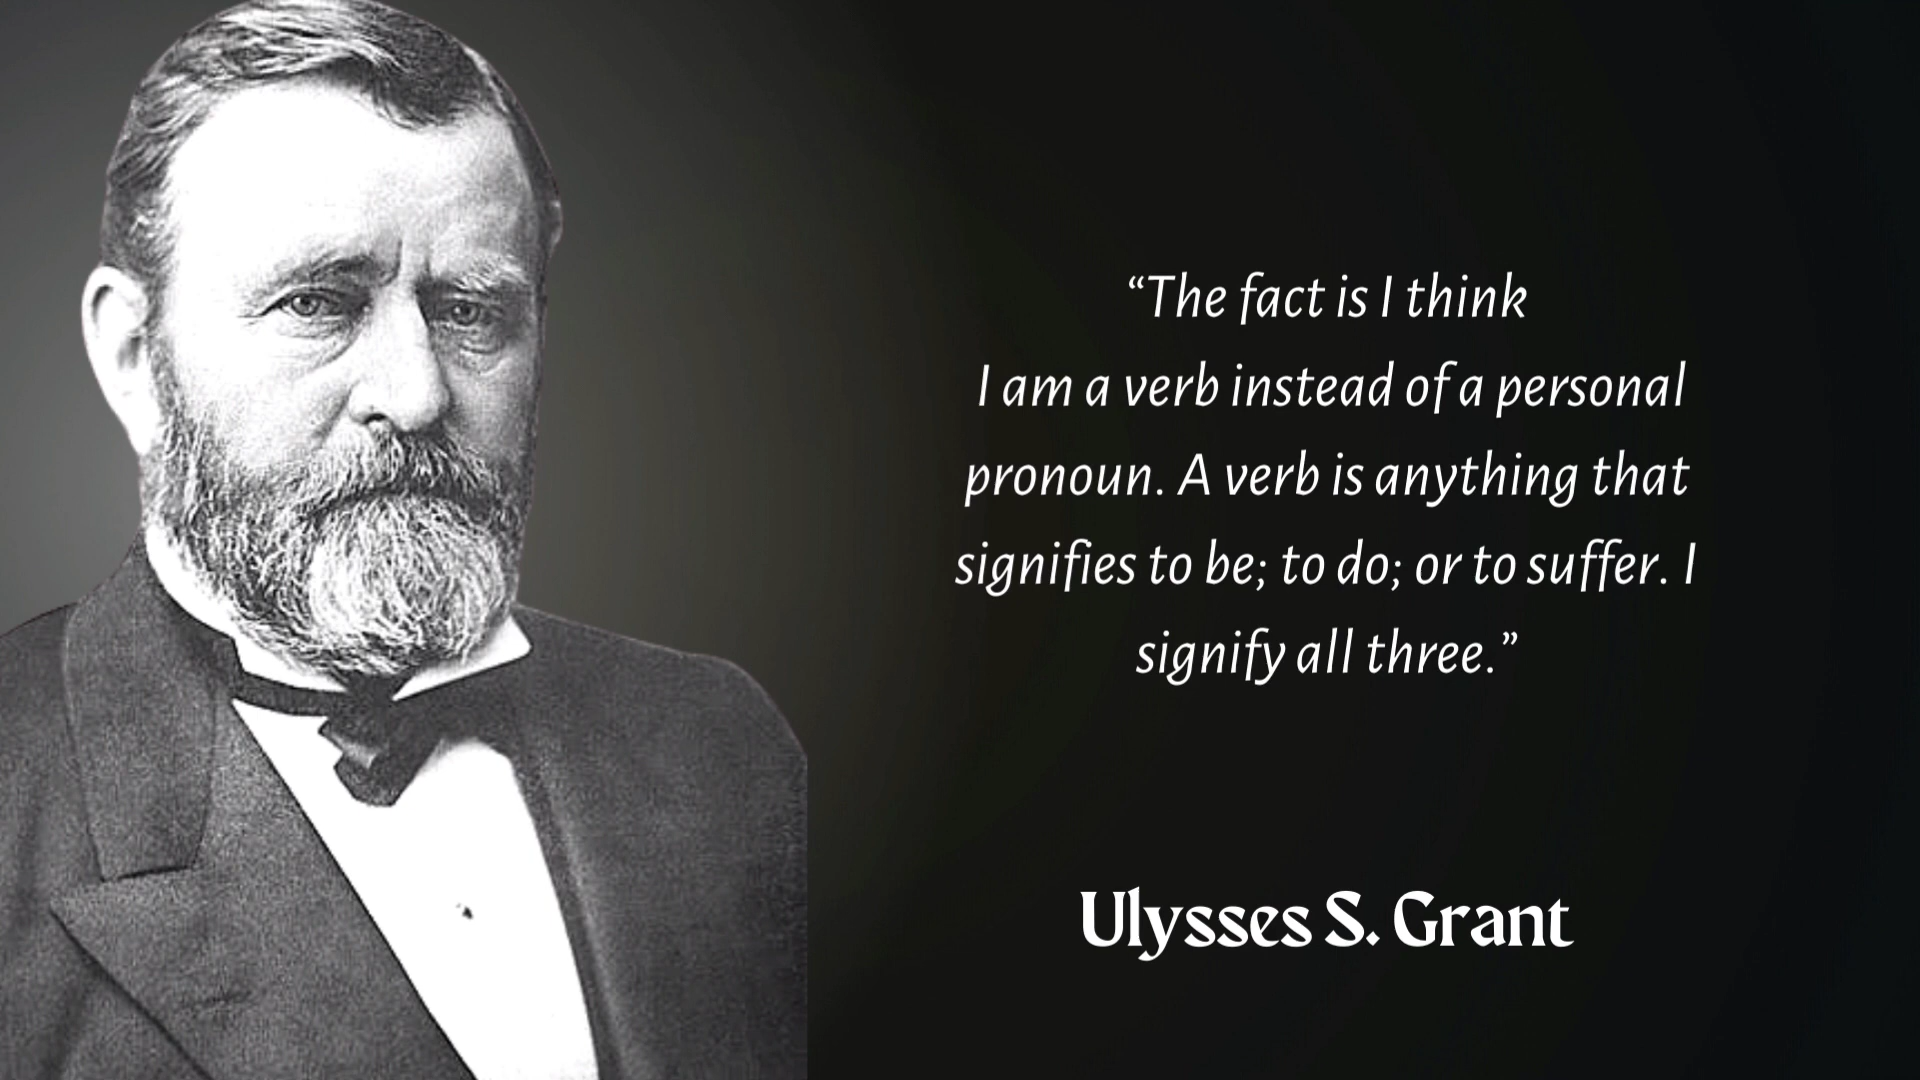 “The fact is I think
I am a verb instead of a personal
pronoun. A verb is anything that
signifies to be; to do; or to suffer. I
signify all three.”
Ulysses S. Grant